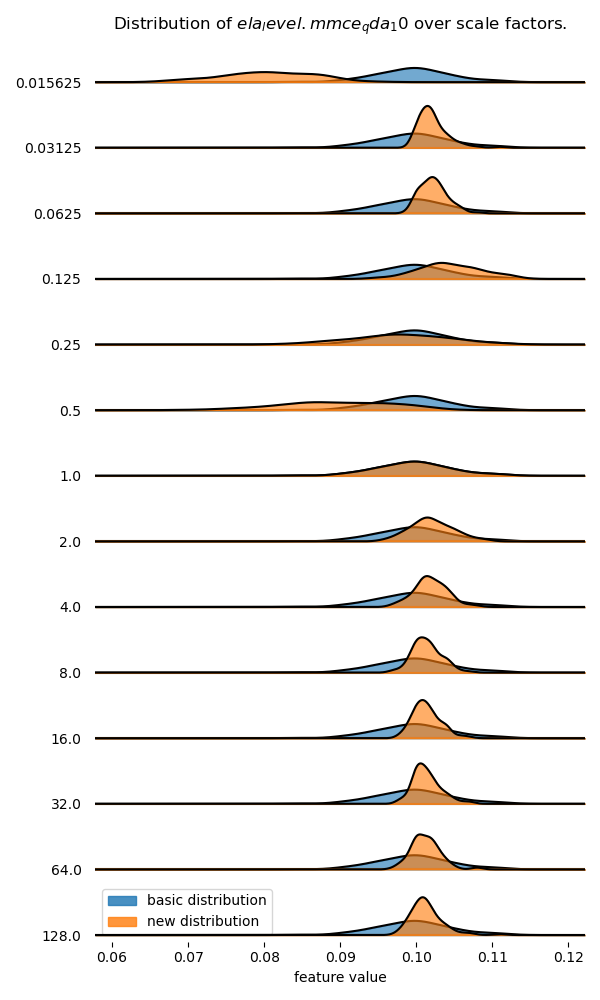 Distribution of elaₗevel.mmce_qda₁0 over scale factors.
0.015625
0.03125
0.0625
0.125
0.25
0.5
1.0
2.0
4.0
8.0
16.0
32.0
64.0
basic distribution
new distribution
128.0
0.06 0.07 0.08 0.09 0.10 0.11 0.12
feature value